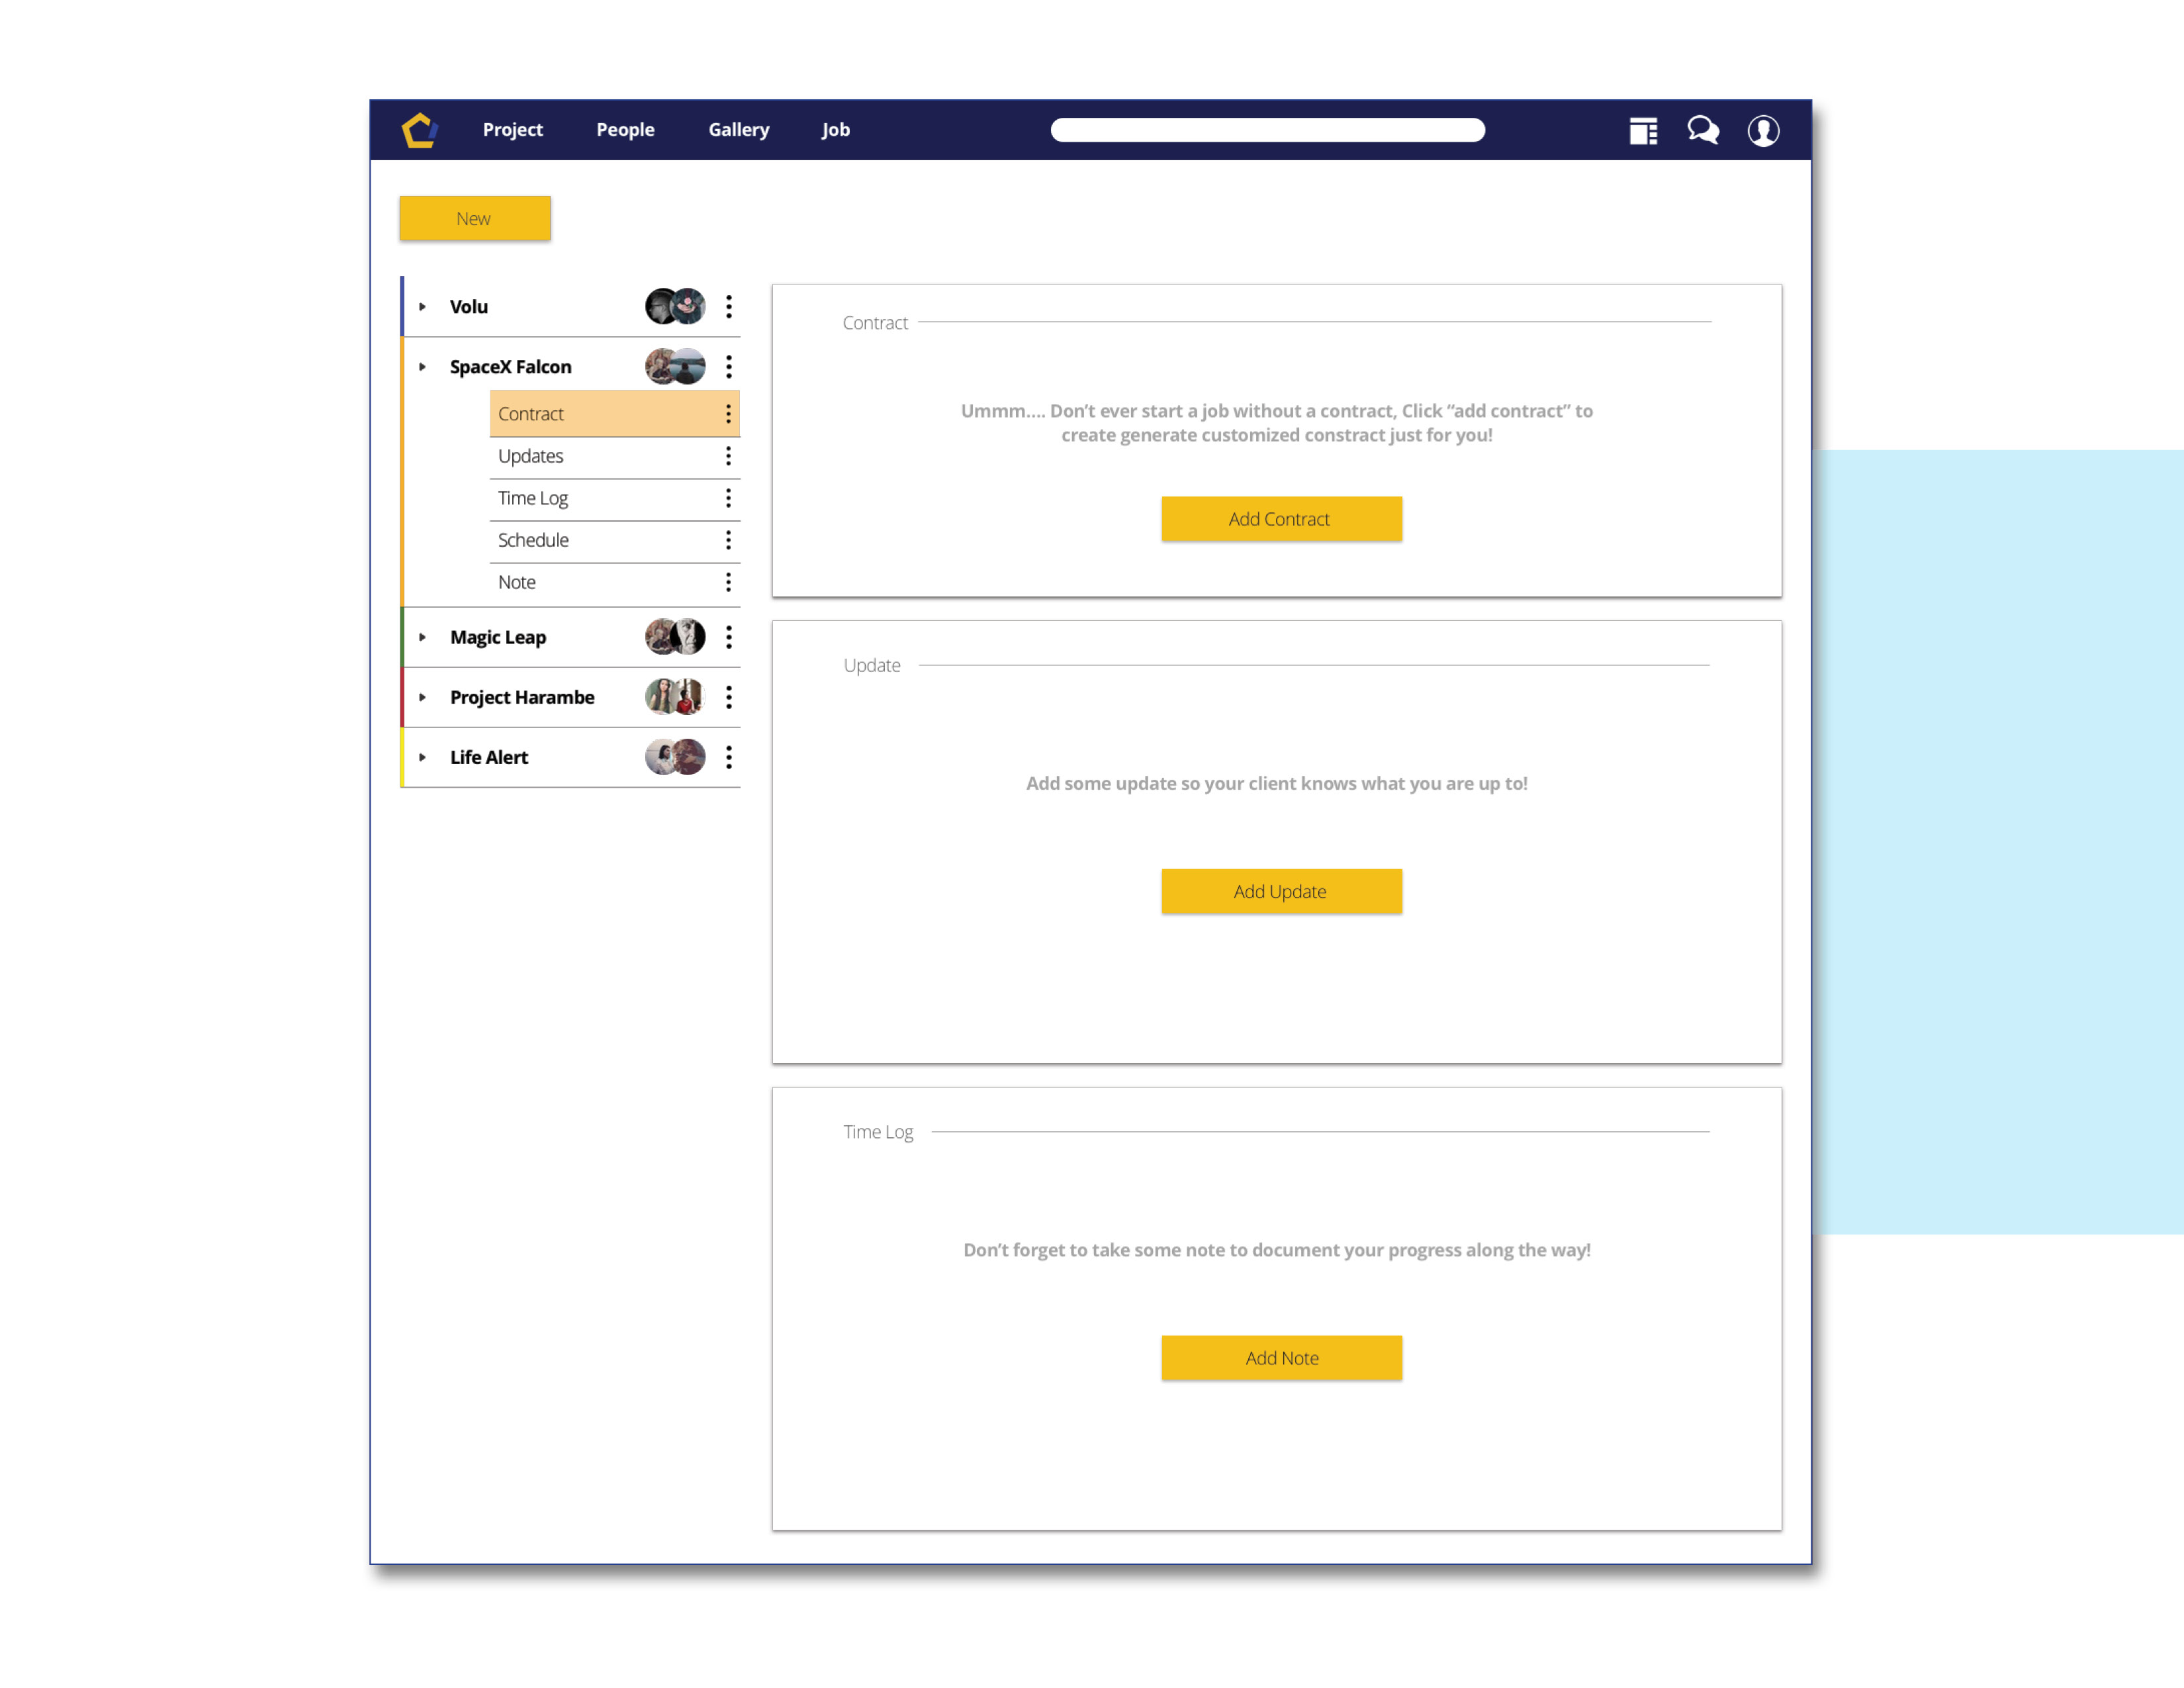 Project People Gallery Job
New
Volu
SpaceX Falcon
Contract
Updates
Time Log
Schedule
Note
Magic Leap
Project Harambe
Life Alert
Contract
Ummm.... Don’t ever start a job without a contract, Click “add contract” to
create generate customized constract just for you!
Add Contract
Update
Add some update so your client knows what you are up to!
Add Update
Time Log
Don’t forget to take some note to document your progress along the way!
Add Note